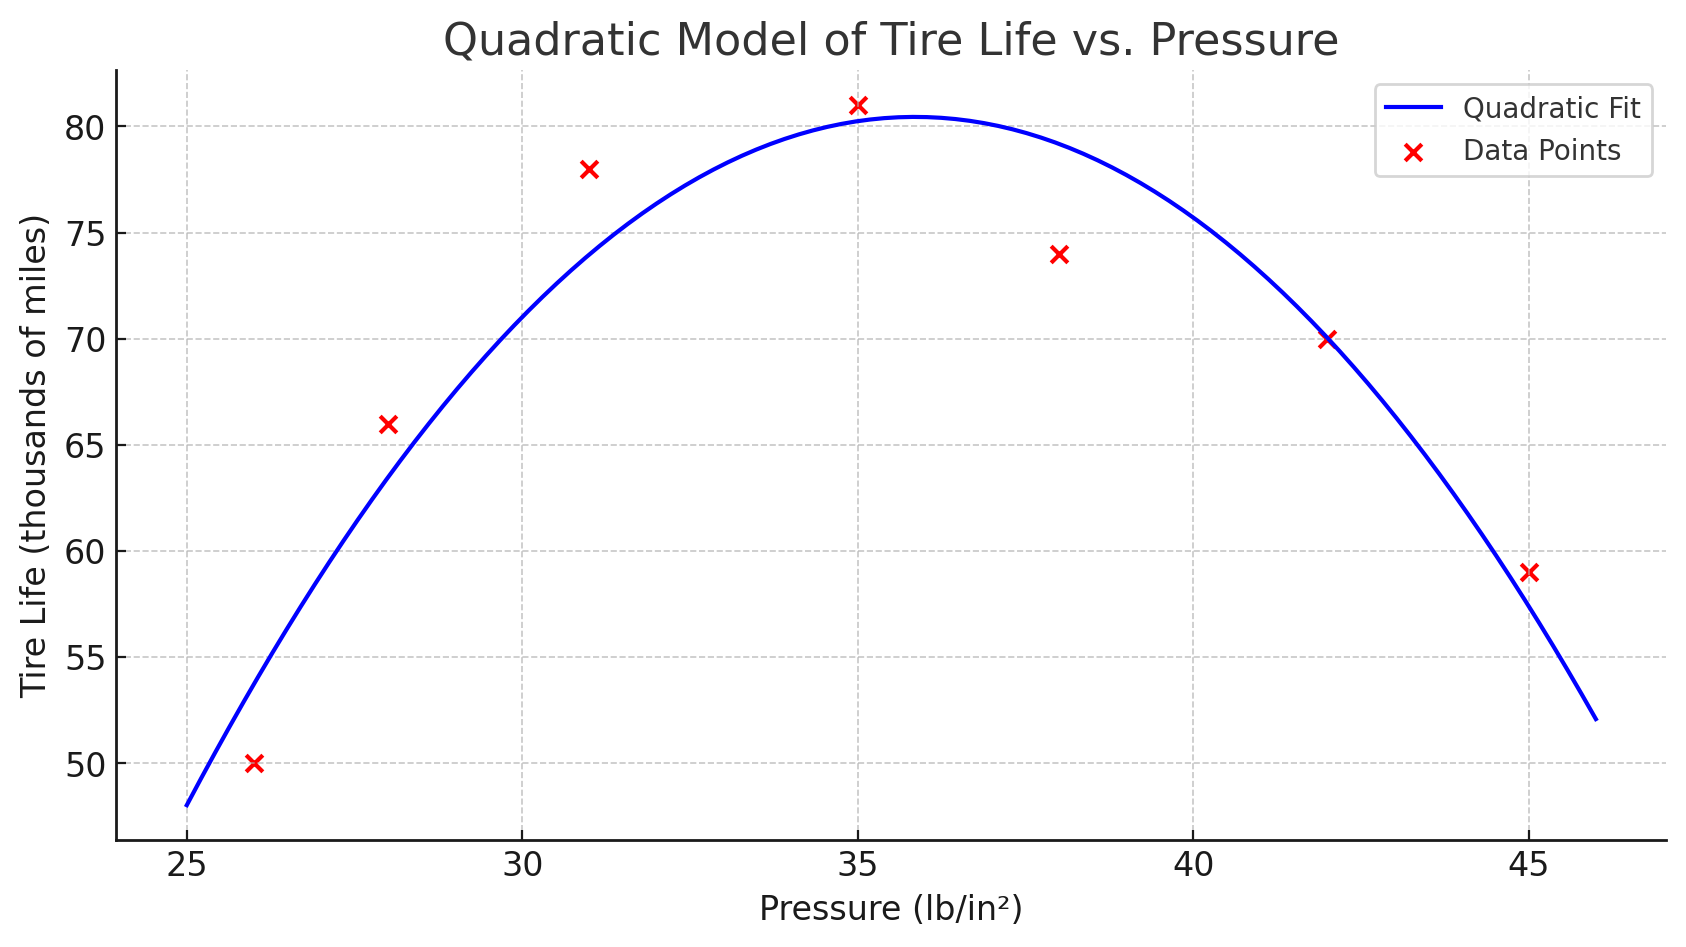 Quadratic Model of Tire Life vs. Pressure
Quadratic Fit
Data Points
Tire Life (thousands of miles)
80
75
70
65
60
55
50
25 30 35 40 45
Pressure (lb/in²)